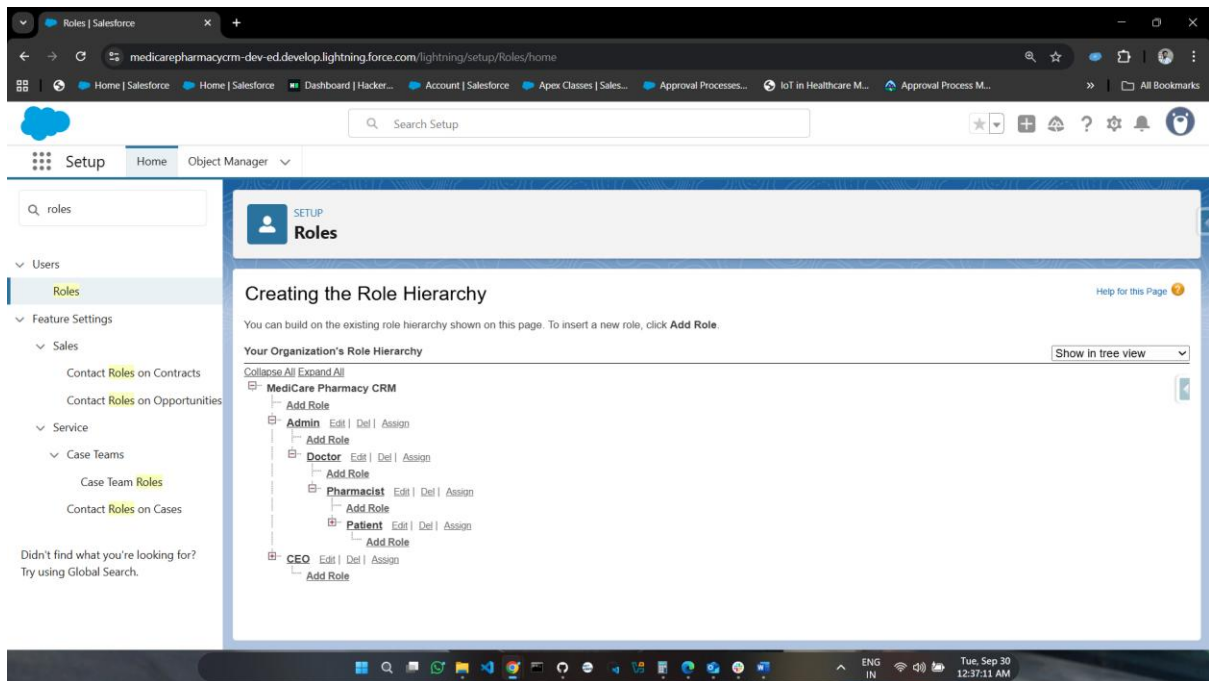 Roles | Salesforce
medicarepharmacycrm-dev-ed.develop.lightning.force.com/lightning/setup/Roles/home
Home | Salesforce Home | Salesforce Dashboard | Hacker... Account | Salesforce Apex Classes | Sales... Approval Processes... IoT in Healthcare M... Approval Process M... » All Bookmarks
Search Setup
Setup Home Object Manager
roles
SETUP
Roles
Users
Roles
Feature Settings
Sales
Contact Roles on Contracts
Contact Roles on Opportunities
Service
Case Teams
Case Team Roles
Contact Roles on Cases
Didn't find what you're looking for?
Try using Global Search.
Creating the Role Hierarchy
Help for this Page
You can build on the existing role hierarchy shown on this page. To insert a new role, click Add Role.
Your Organization's Role Hierarchy
Show in tree view
Collapse All Expand All
MediCare Pharmacy CRM
Add Role
Admin Edit | Del | Assign
Add Role
Doctor Edit | Del | Assign
Add Role
Pharmacist Edit | Del | Assign
Add Role
Patient Edit | Del | Assign
Add Role
CEO Edit | Del | Assign
Add Role
ENG
IN
Tue, Sep 30
12:37:11 AM